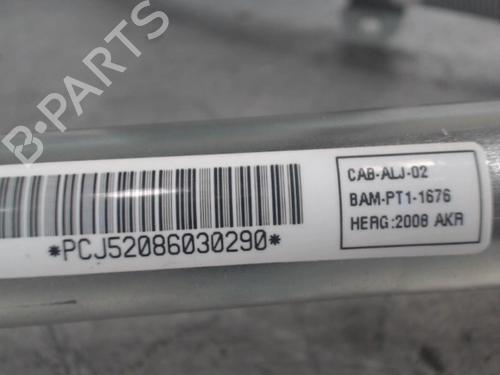 B-PARTS
CAB-ALJ-02
BAM-PT1-1676
HERG:2008 AKR
*PCJ52086030290*